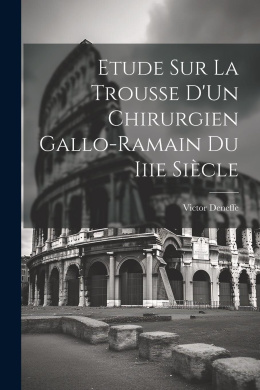 Etude Sur La
Trousse D'Un
Chirurgien
Gallo-Ramain Du
Iiie Siècle
Victor Deneffe